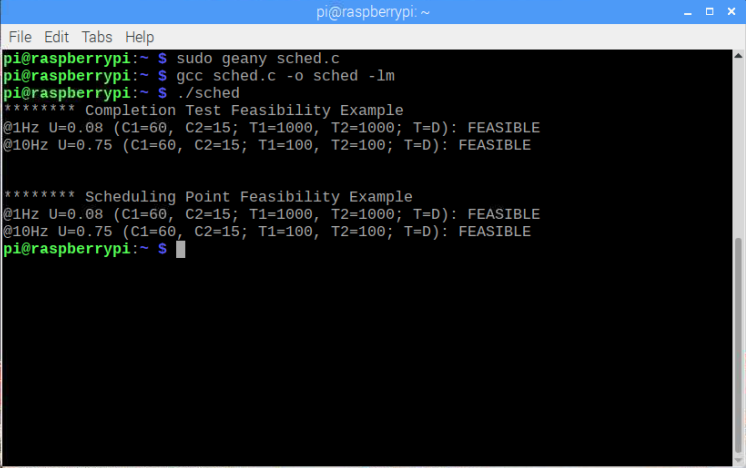 pi@raspberrypi: ~
File Edit Tabs Help
pi@raspberrypi:~ $ sudo geany sched.c
pi@raspberrypi:~ $ gcc sched.c -o sched -lm
pi@raspberrypi:~ $ ./sched
******** Completion Test Feasibility Example
@1Hz U=0.08 (C1=60, C2=15; T1=1000, T2=1000; T=D): FEASIBLE
@10Hz U=0.75 (C1=60, C2=15; T1=100, T2=100; T=D): FEASIBLE
******** Scheduling Point Feasibility Example
@1Hz U=0.08 (C1=60, C2=15; T1=1000, T2=1000; T=D): FEASIBLE
@10Hz U=0.75 (C1=60, C2=15; T1=100, T2=100; T=D): FEASIBLE
pi@raspberrypi:~ $